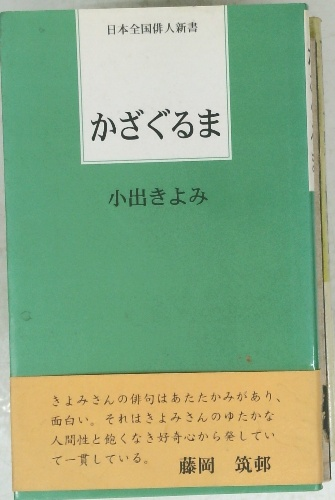 日本全国俳人新書
かざぐるま
小出きよみ
きよみさんの俳句はあたたかみがあり、
面白い。それはきよみさんのゆたかな
人間性と飽くなき好奇心から発してい
て一貫している。
藤岡 筑邨